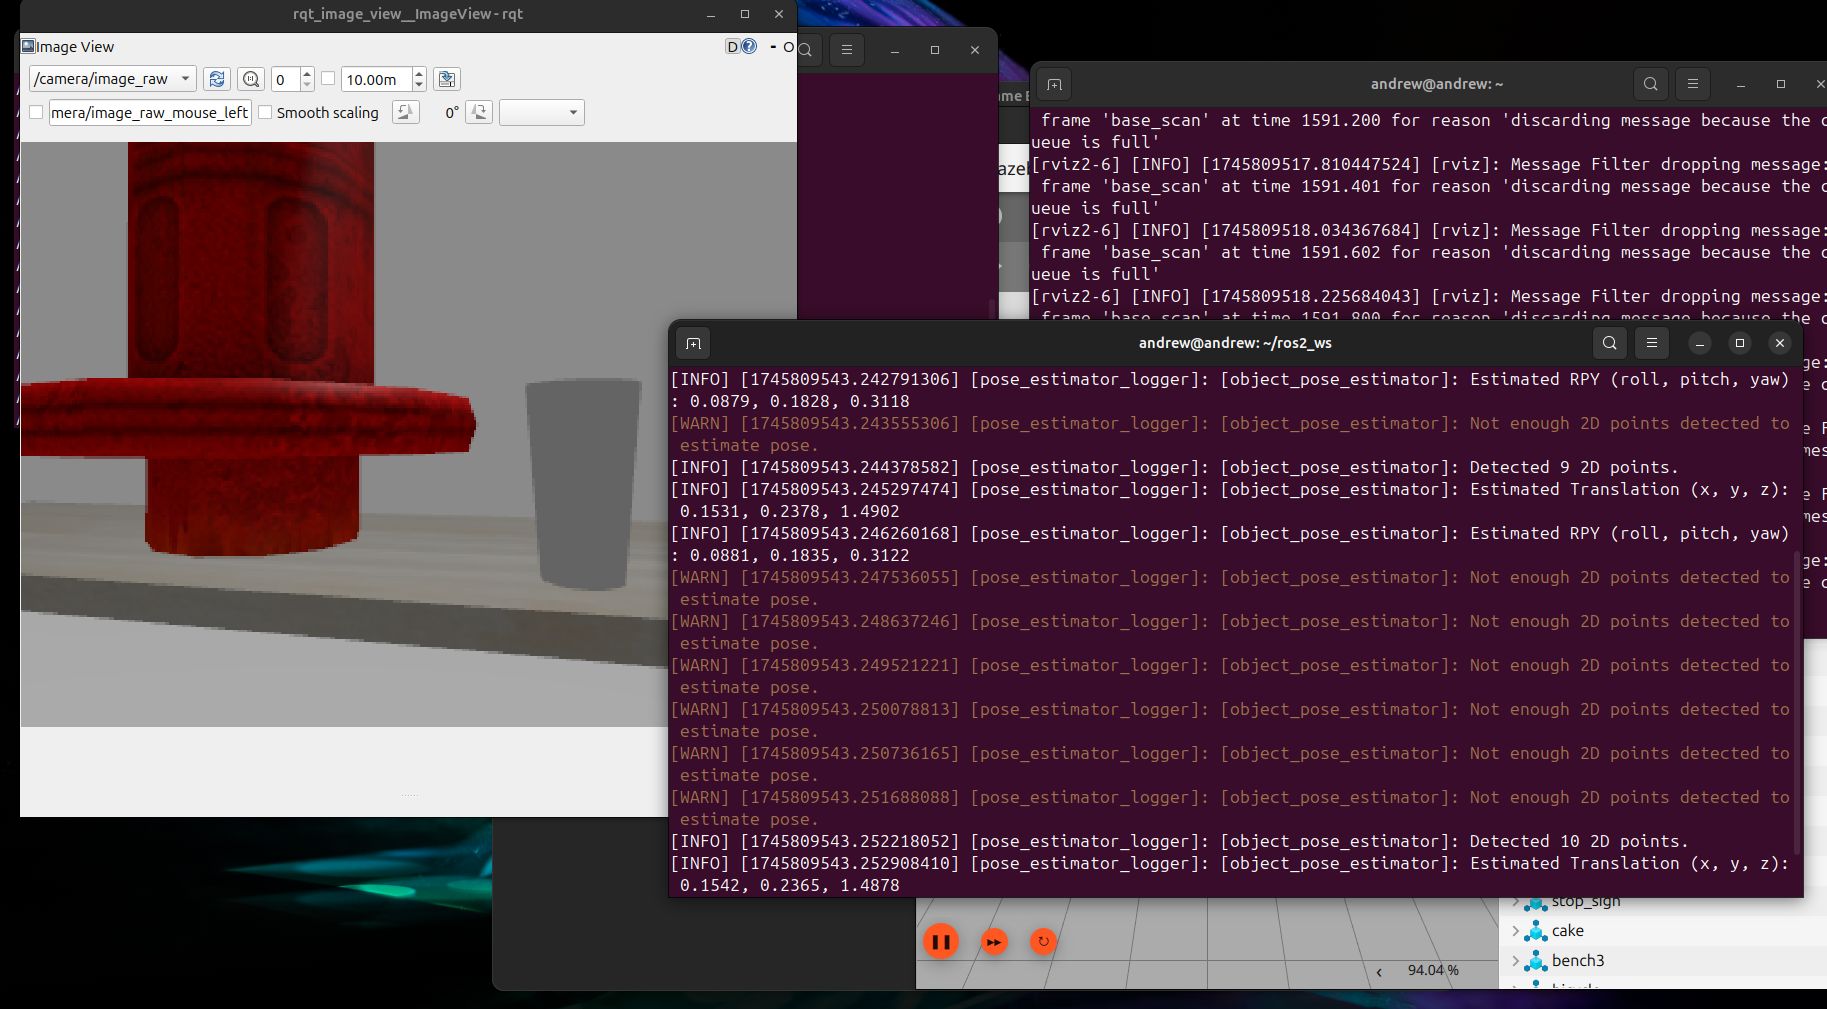 rqt_image_view__ImageView - rqt
Image View
D
?
- O
/camera/image_raw
0
10.00m
mera/image_raw_mouse_left
Smooth scaling
0°
ame E
azeb
andrew@andrew: ~
frame 'base_scan' at time 1591.200 for reason 'discarding message because the q
ueue is full'
[rviz2-6] [INFO] [1745809517.810447524] [rviz]: Message Filter dropping message:
frame 'base_scan' at time 1591.401 for reason 'discarding message because the q
ueue is full'
[rviz2-6] [INFO] [1745809518.034367684] [rviz]: Message Filter dropping message:
frame 'base_scan' at time 1591.602 for reason 'discarding message because the q
ueue is full'
[rviz2-6] [INFO] [1745809518.225684043] [rviz]: Message Filter dropping message:
frame 'base_scan' at time 1591.800 for reason 'discarding message because the
andrew@andrew: ~/ros2_ws
[INFO] [1745809543.242791306] [pose_estimator_logger]: [object_pose_estimator]: Estimated RPY (roll, pitch, yaw)
: 0.0879, 0.1828, 0.3118
[WARN] [1745809543.243555306] [pose_estimator_logger]: [object_pose_estimator]: Not enough 2D points detected to
estimate pose.
[INFO] [1745809543.244378582] [pose_estimator_logger]: [object_pose_estimator]: Detected 9 2D points.
[INFO] [1745809543.245297474] [pose_estimator_logger]: [object_pose_estimator]: Estimated Translation (x, y, z):
0.1531, 0.2378, 1.4902
[INFO] [1745809543.246260168] [pose_estimator_logger]: [object_pose_estimator]: Estimated RPY (roll, pitch, yaw)
: 0.0881, 0.1835, 0.3122
[WARN] [1745809543.247536055] [pose_estimator_logger]: [object_pose_estimator]: Not enough 2D points detected to
estimate pose.
[WARN] [1745809543.248637246] [pose_estimator_logger]: [object_pose_estimator]: Not enough 2D points detected to
estimate pose.
[WARN] [1745809543.249521221] [pose_estimator_logger]: [object_pose_estimator]: Not enough 2D points detected to
estimate pose.
[WARN] [1745809543.250078813] [pose_estimator_logger]: [object_pose_estimator]: Not enough 2D points detected to
estimate pose.
[WARN] [1745809543.250736165] [pose_estimator_logger]: [object_pose_estimator]: Not enough 2D points detected to
estimate pose.
[WARN] [1745809543.251688088] [pose_estimator_logger]: [object_pose_estimator]: Not enough 2D points detected to
estimate pose.
[INFO] [1745809543.252218052] [pose_estimator_logger]: [object_pose_estimator]: Detected 10 2D points.
[INFO] [1745809543.252908410] [pose_estimator_logger]: [object_pose_estimator]: Estimated Translation (x, y, z):
0.1542, 0.2365, 1.4878
stop_sign
cake
bench3
94.04 %